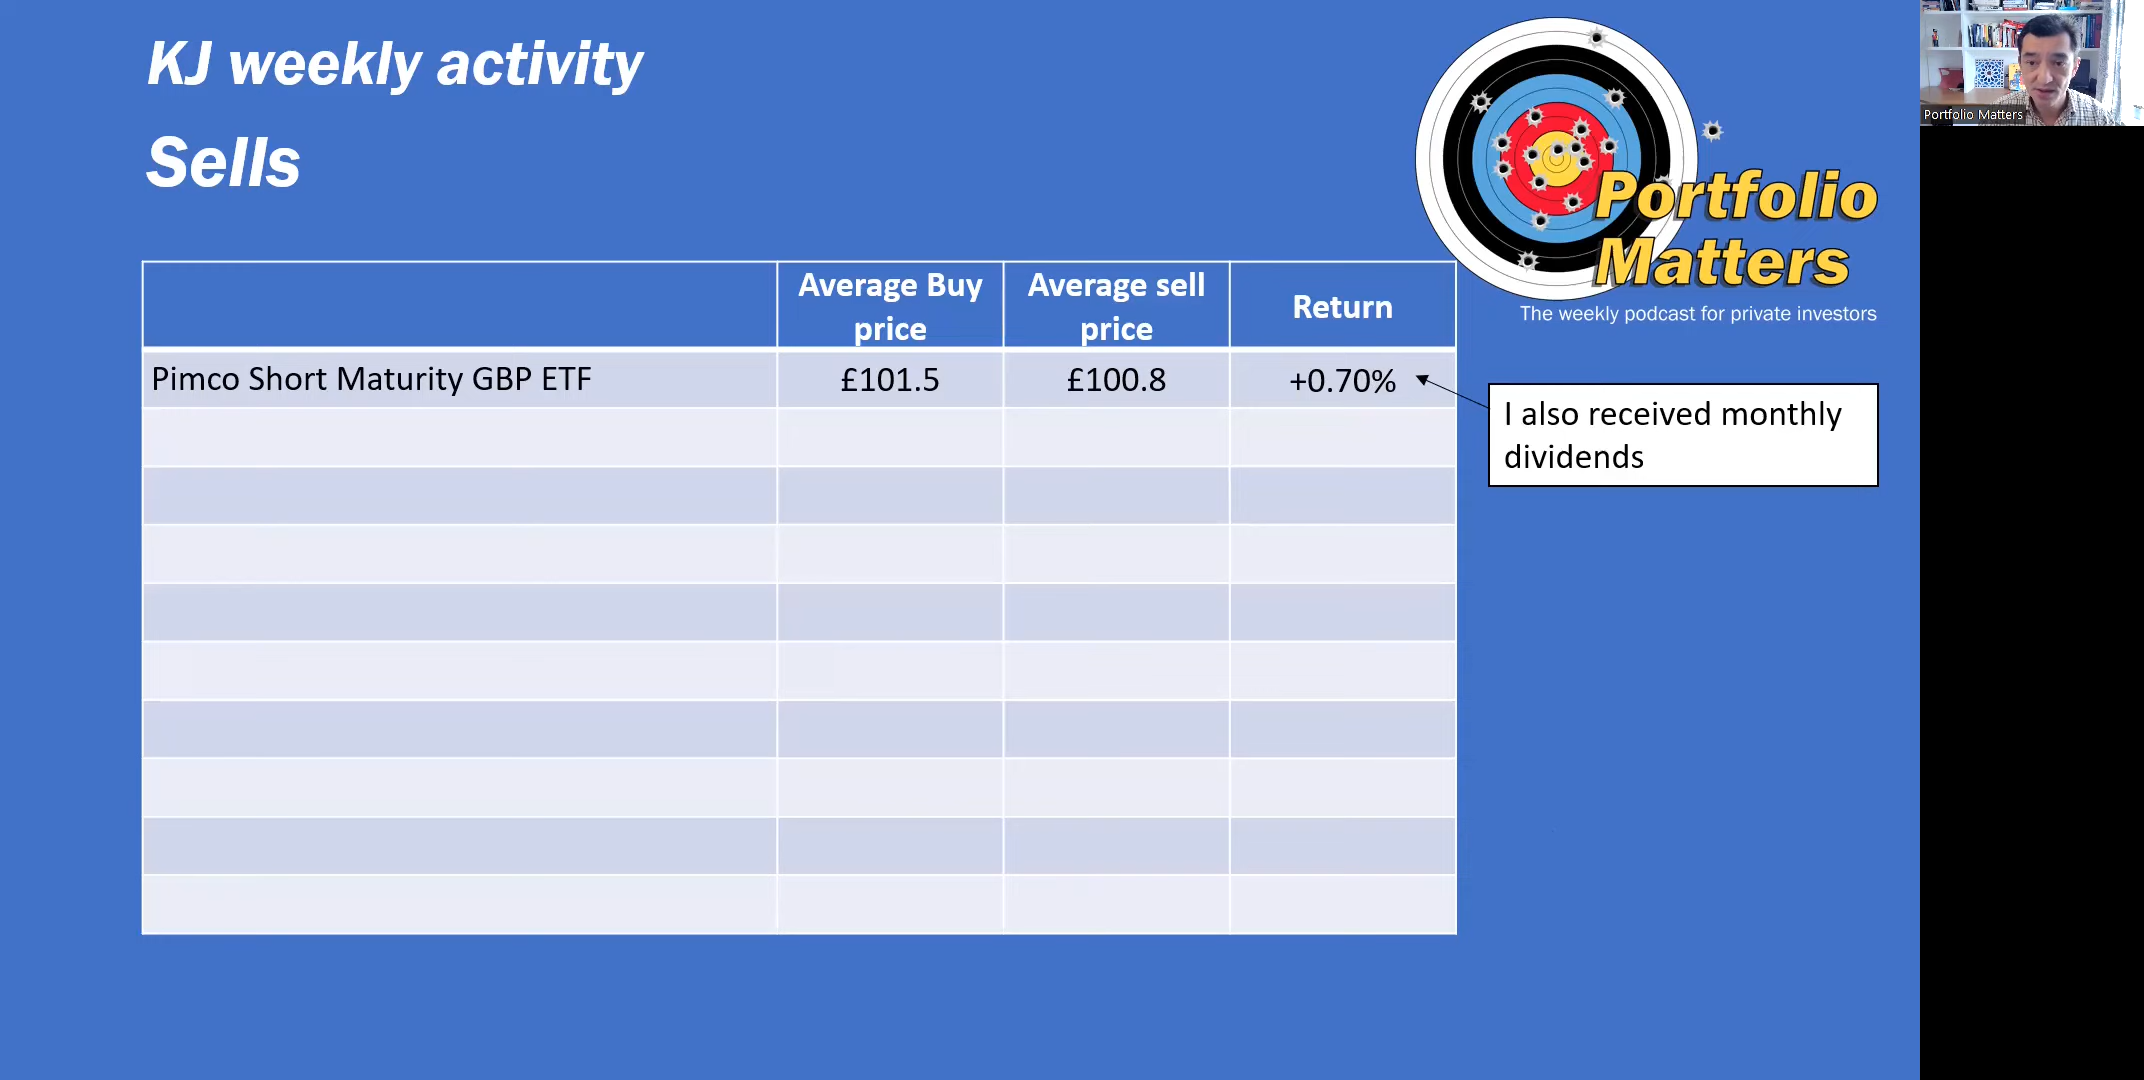 KJ weekly activity
Sells
Portfolio
Matters
The weekly podcast for private investors
Portfolio Matters
Average Buy
price
Average sell
price
Return
Pimco Short Maturity GBP ETF
£101.5
£100.8
+0.70%
I also received monthly
dividends